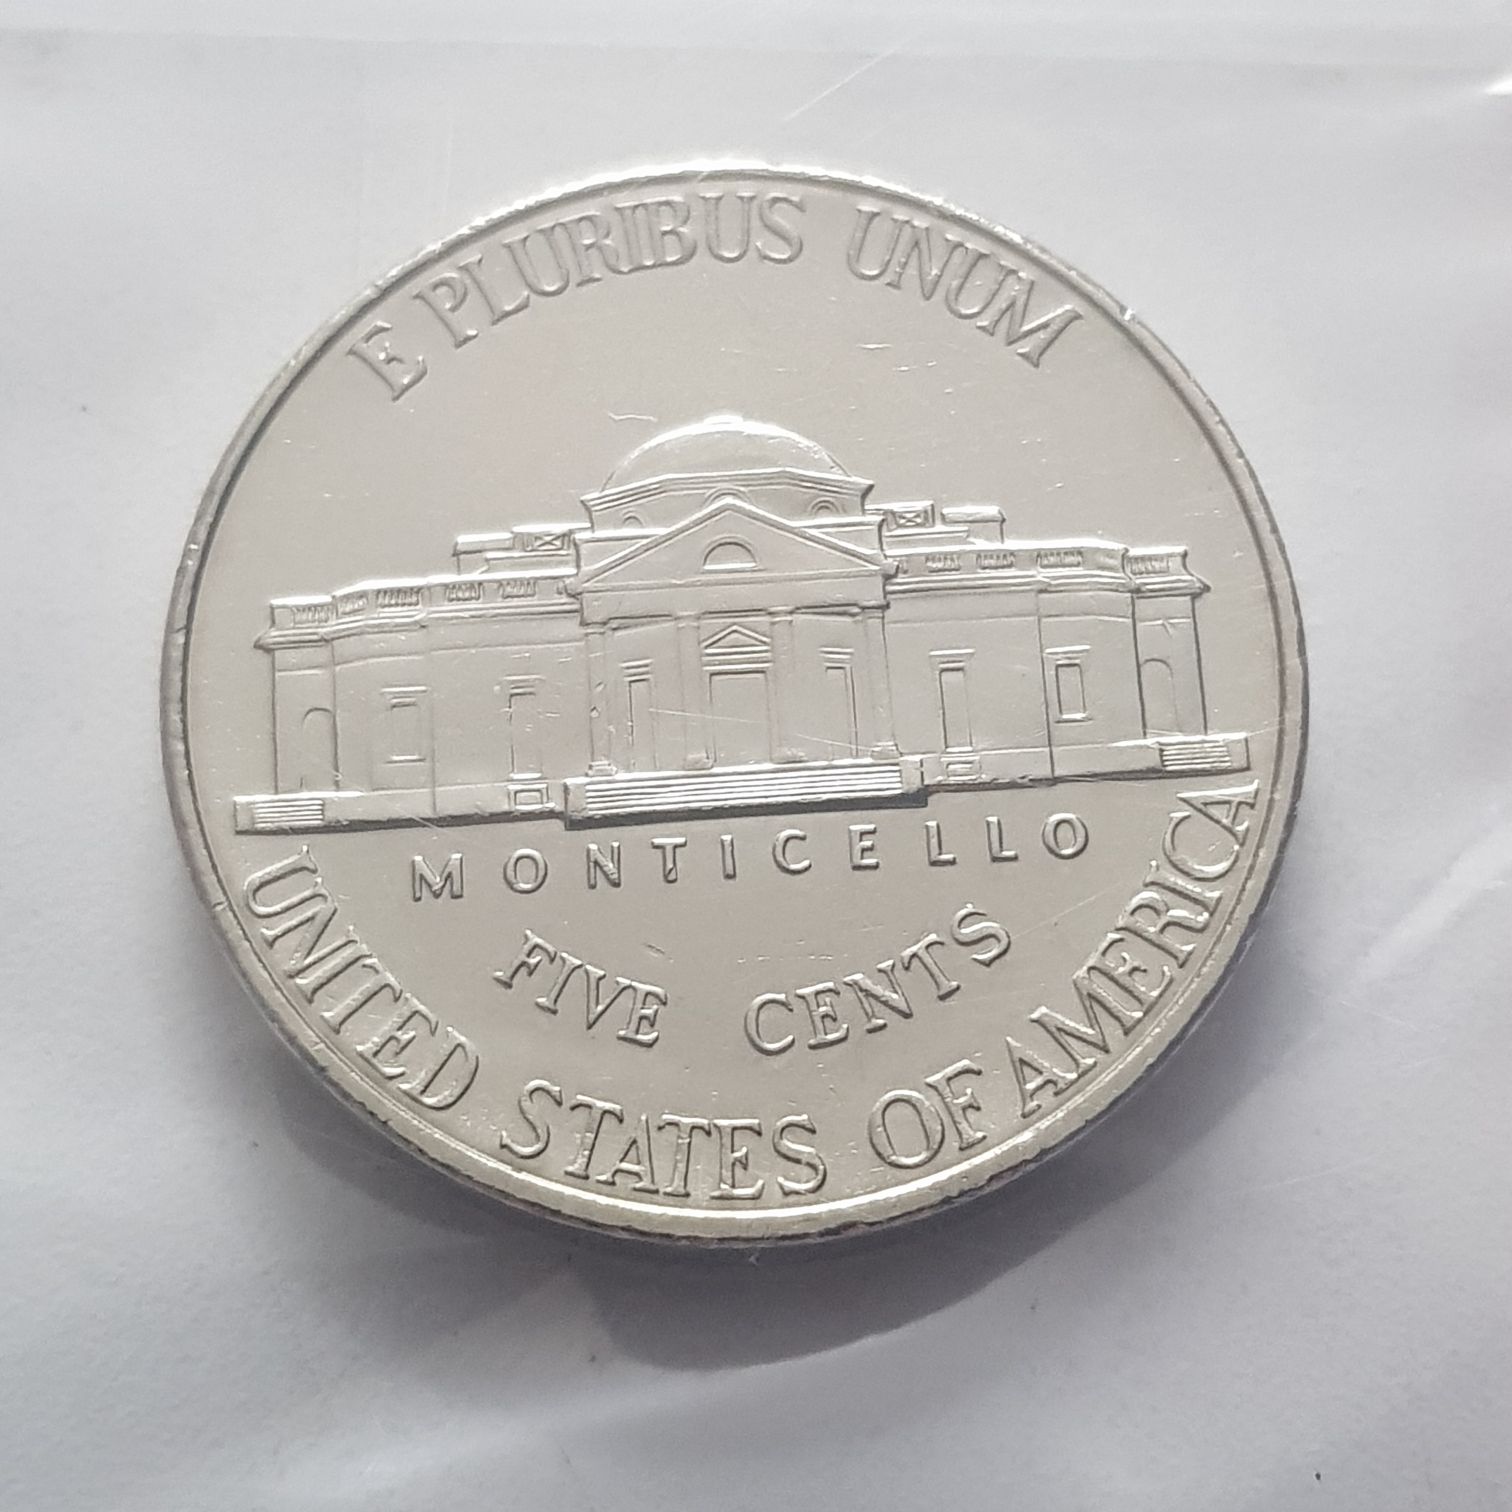 E PLURIBUS UNUM
MONTICELLO
FIVE CENTS
UNITED STATES OF AMERICA